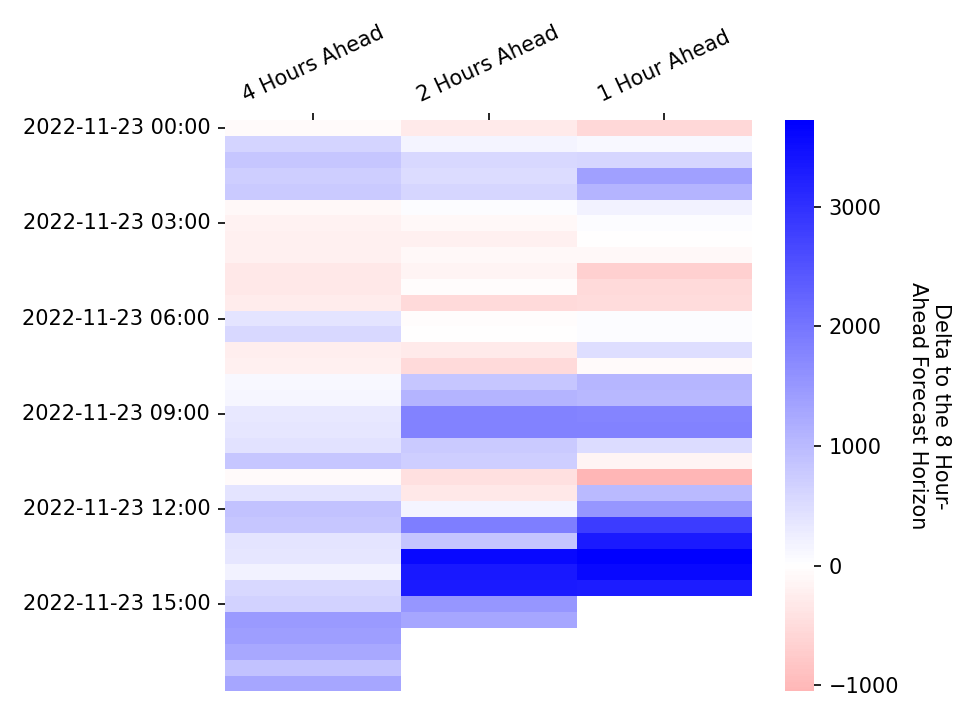 4 Hours Ahead
2 Hours Ahead
1 Hour Ahead
2022-11-23 00:00
2022-11-23 03:00
2022-11-23 06:00
2022-11-23 09:00
2022-11-23 12:00
2022-11-23 15:00
3000
2000
1000
0
−1000
Delta to the 8 Hour-
Ahead Forecast Horizon